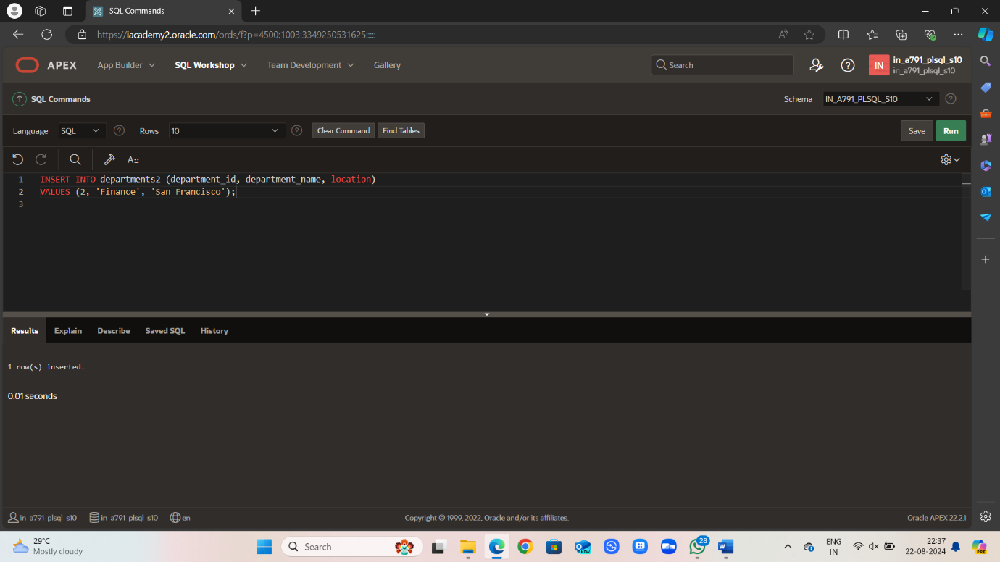 SQL Commands
https://iacademy2.oracle.com/ords/f?p=4500:1003:3349250531625:::::
APEX App Builder SQL Workshop Team Development Gallery Search IN in_a791_plsql_s10
in_a791_plsql_s10
SQL Commands Schema IN_A791_PLSQL_S10
Language SQL Rows 10 Clear Command Find Tables Save Run
A::
1 INSERT INTO departments2 (department_id, department_name, location)
2 VALUES (2, 'Finance', 'San Francisco');
3
Results Explain Describe Saved SQL History
1 row(s) inserted.
0.01 seconds
in_a791_plsql_s10 in_a791_plsql_s10 en Copyright © 1999, 2022, Oracle and/or its affiliates. Oracle APEX 22.2.1
29°C
Mostly cloudy
Search
NEW
28
ENG
IN
22:37
22-08-2024
PRE